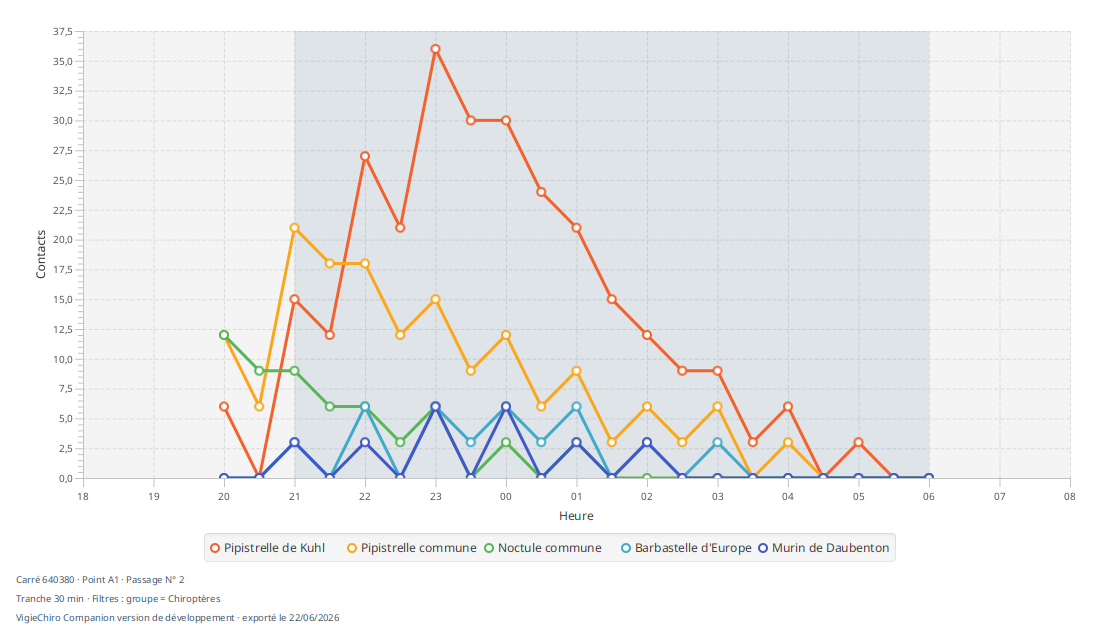 37,5
35,0
32,5
30,0
27,5
25,0
22,5
20,0
17,5
15,0
12,5
10,0
7,5
5,0
2,5
0,0
Contacts
18 19 20 21 22 23 00 01 02 03 04 05 06 07 08
Heure
Pipistrelle de Kuhl Pipistrelle commune Noctule commune Barbastelle d'Europe Murin de Daubenton
Carré 640380 · Point A1 · Passage N° 2
Tranche 30 min · Filtres : groupe = Chiroptères
VigieChiro Companion version de développement · exporté le 22/06/2026